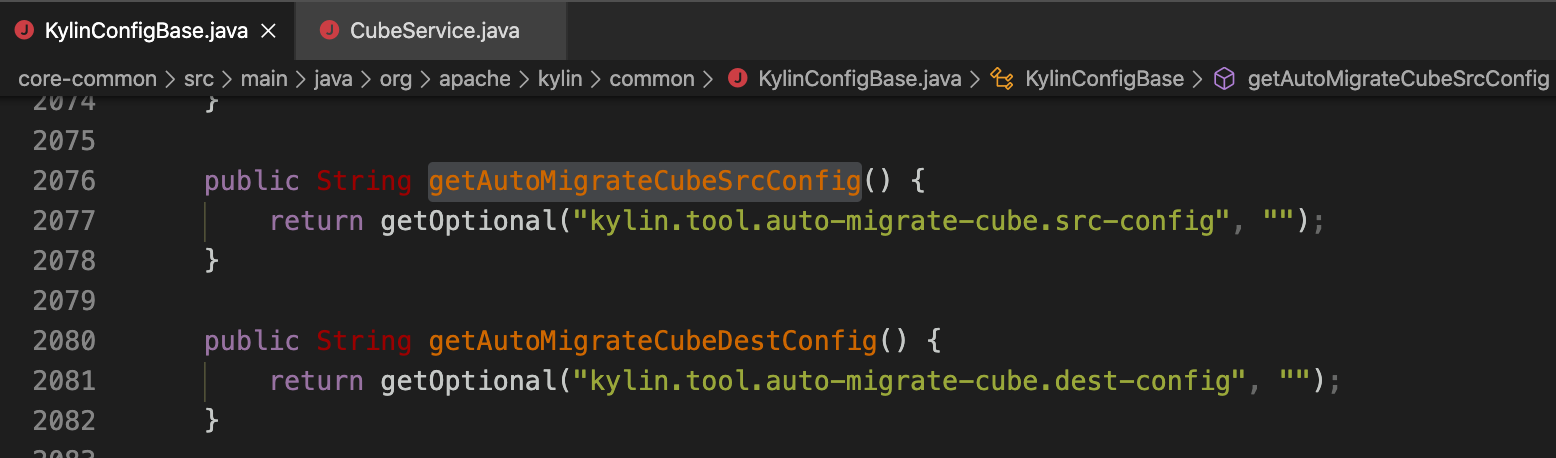 KylinConfigBase.java × CubeService.java
core-common > src > main > java > org > apache > kylin > common > KylinConfigBase.java > KylinConfigBase > getAutoMigrateCubeSrcConfig
2074 }
2075
2076 public String getAutoMigrateCubeSrcConfig() {
2077 return getOptional("kylin.tool.auto-migrate-cube.src-config", "");
2078 }
2079
2080 public String getAutoMigrateCubeDestConfig() {
2081 return getOptional("kylin.tool.auto-migrate-cube.dest-config", "");
2082 }
2083